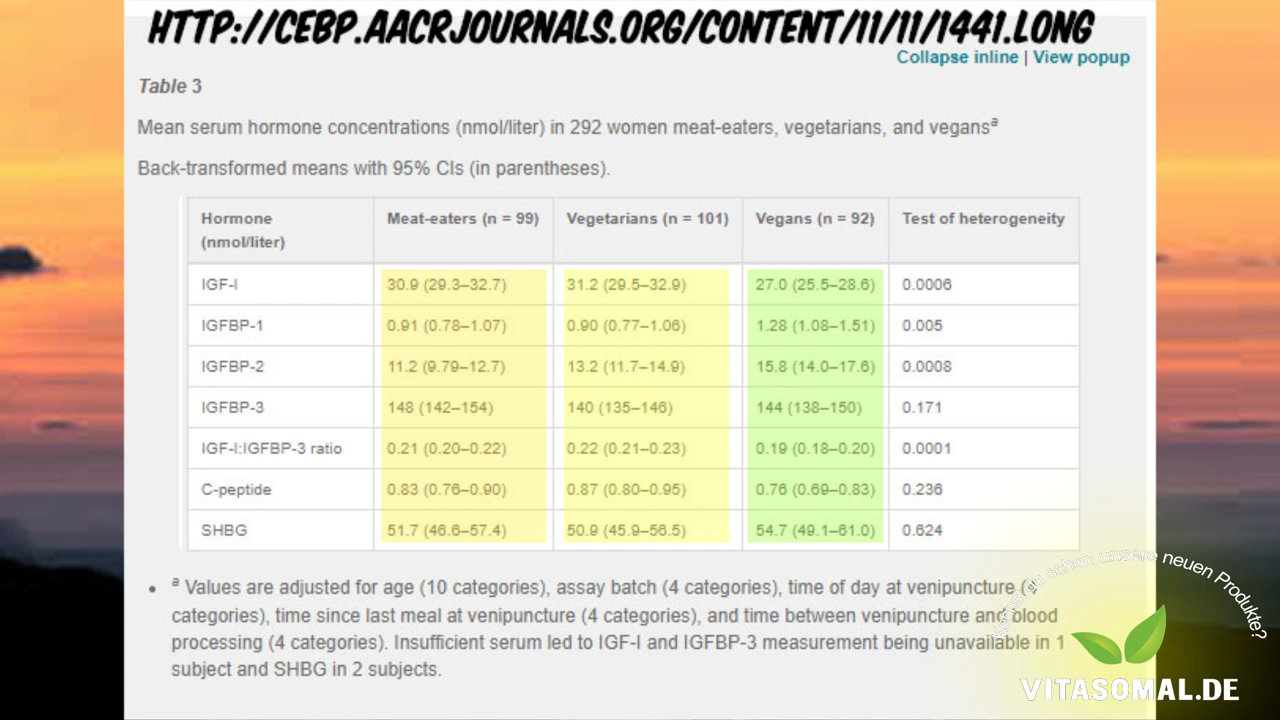 HTTP://CEBP.AACRJOURNALS.ORG/CONTENT/11/11/1441.LONG
Collapse inline | View popup
Table 3
Mean serum hormone concentrations (nmol/liter) in 292 women meat-eaters, vegetarians, and vegansa
Back-transformed means with 95% CIs (in parentheses).
Hormone (nmol/liter) Meat-eaters (n = 99) Vegetarians (n = 101) Vegans (n = 92) Test of heterogeneity
IGF-I 30.9 (29.3–32.7) 31.2 (29.5–32.9) 27.0 (25.5–28.6) 0.0006
IGFBP-1 0.91 (0.78–1.07) 0.90 (0.77–1.06) 1.28 (1.08–1.51) 0.005
IGFBP-2 11.2 (9.79–12.7) 13.2 (11.7–14.9) 15.8 (14.0–17.6) 0.0008
IGFBP-3 148 (142–154) 140 (135–146) 144 (138–150) 0.171
IGF-I:IGFBP-3 ratio 0.21 (0.20–0.22) 0.22 (0.21–0.23) 0.19 (0.18–0.20) 0.0001
C-peptide 0.83 (0.76–0.90) 0.87 (0.80–0.95) 0.76 (0.69–0.83) 0.236
SHBG 51.7 (46.6–57.4) 50.9 (45.9–56.5) 54.7 (49.1–61.0) 0.624
• a Values are adjusted for age (10 categories), assay batch (4 categories), time of day at venipuncture (
categories), time since last meal at venipuncture (4 categories), and time between venipuncture and blood
processing (4 categories). Insufficient serum led to IGF-I and IGFBP-3 measurement being unavailable in 1
subject and SHBG in 2 subjects.
du schon unsere neuen Produkte?
VITASOMAL.DE